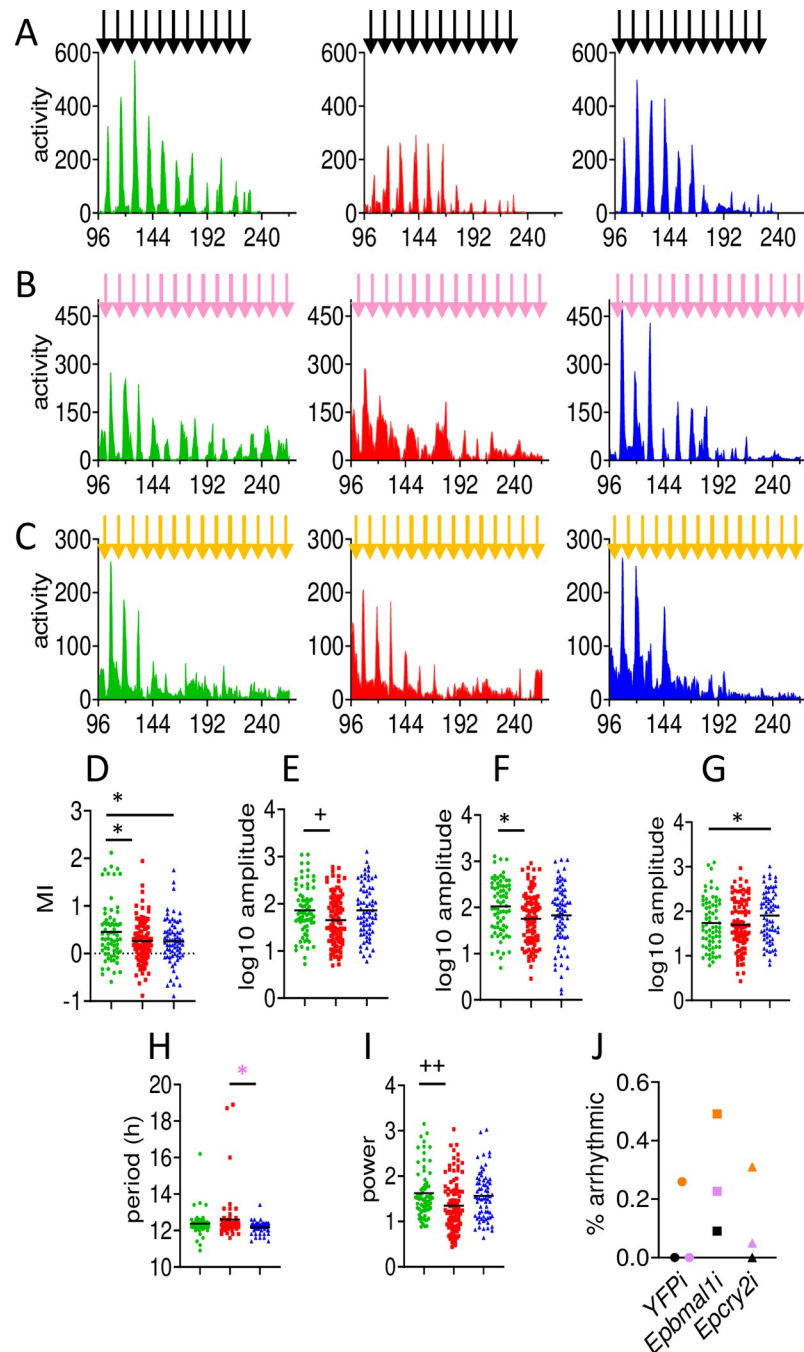 A
activity
600
400
200
0
96 144 192 240
600
400
200
0
96 144 192 240
600
400
200
0
96 144 192 240
B
activity
450
300
150
0
96 144 192 240
450
300
150
0
96 144 192 240
450
300
150
0
96 144 192 240
C
activity
300
200
100
0
96 144 192 240
300
200
100
0
96 144 192 240
300
200
100
0
96 144 192 240
D
MI
3
2
1
0
-1
*
*
E
log10 amplitude
4
3
2
1
0
+
F
log10 amplitude
4
3
2
1
0
*
G
log10 amplitude
4
3
2
1
0
*
H
period (h)
20
18
16
14
12
10
*
I
power
4
3
2
1
0
++
J
% arrhythmic
0.6
0.4
0.2
0.0
YFPi
Epbmal1i
Epcry2i